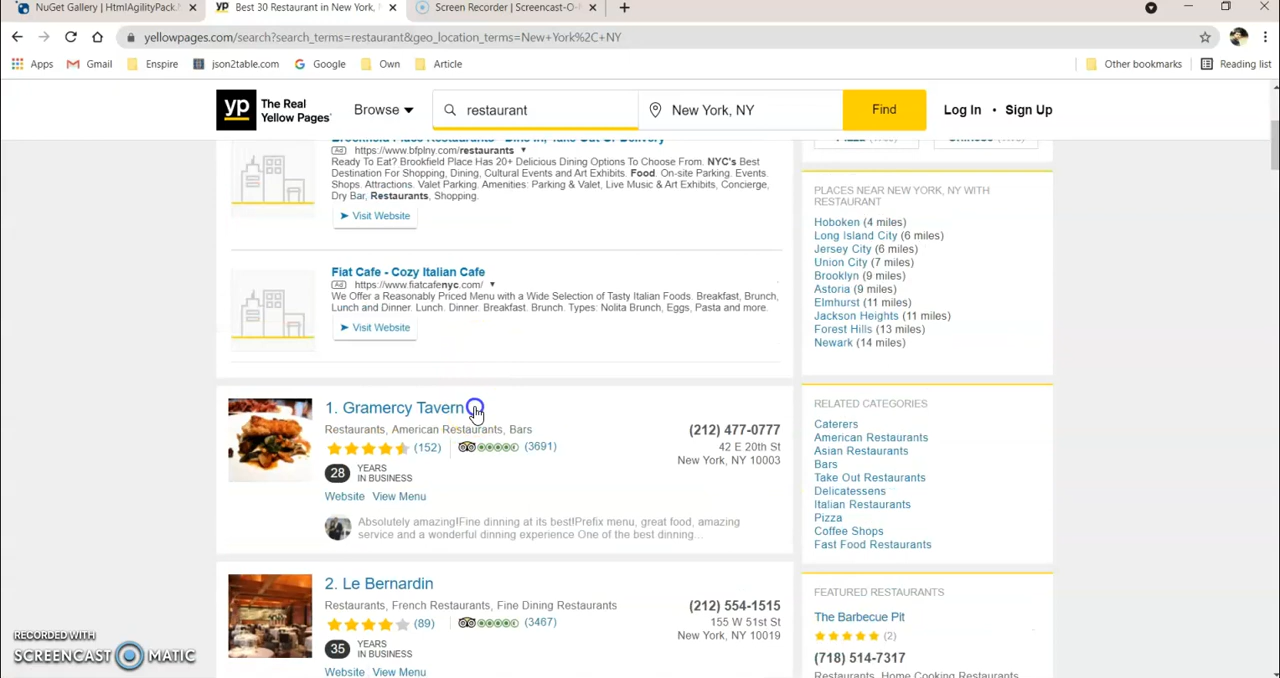 NuGet Gallery | HtmlAgilityPack.
Best 30 Restaurant in New York,
Screen Recorder | Screencast-O-
yellowpages.com/search?search_terms=restaurant&geo_location_terms=New+York%2C+NY
Apps Gmail Enspire json2table.com Google Own Article Other bookmarks Reading list
yp The Real Yellow Pages®
Browse
restaurant
New York, NY
Find
Log In • Sign Up
Brookfield Place Restaurants - Dine In, Take Out Or Delivery
Ad https://www.bfplny.com/restaurants
Ready To Eat? Brookfield Place Has 20+ Delicious Dining Options To Choose From. NYC's Best
Destination For Shopping, Dining, Cultural Events and Art Exhibits. Food. On-site Parking. Events.
Shops. Attractions. Valet Parking. Amenities: Parking & Valet, Live Music & Art Exhibits, Concierge,
Dry Bar, Restaurants, Shopping.
Visit Website
Fiat Cafe - Cozy Italian Cafe
Ad https://www.fiatcafenyc.com/
We Offer a Reasonably Priced Menu with a Wide Selection of Tasty Italian Foods. Breakfast, Brunch,
Lunch and Dinner. Lunch. Dinner. Breakfast. Brunch. Types: Nolita Brunch, Eggs, Pasta and more.
Visit Website
1. Gramercy Tavern
Restaurants, American Restaurants, Bars
(152) (3691)
28 YEARS
IN BUSINESS
Website View Menu
(212) 477-0777
42 E 20th St
New York, NY 10003
Absolutely amazing!Fine dinning at its best!Prefix menu, great food, amazing
service and a wonderful dinning experience One of the best dinning...
2. Le Bernardin
Restaurants, French Restaurants, Fine Dining Restaurants
(89) (3467)
35 YEARS
IN BUSINESS
Website View Menu
(212) 554-1515
155 W 51st St
New York, NY 10019
PLACES NEAR NEW YORK, NY WITH
RESTAURANT
Hoboken (4 miles)
Long Island City (6 miles)
Jersey City (6 miles)
Union City (7 miles)
Brooklyn (9 miles)
Astoria (9 miles)
Elmhurst (11 miles)
Jackson Heights (11 miles)
Forest Hills (13 miles)
Newark (14 miles)
RELATED CATEGORIES
Caterers
American Restaurants
Asian Restaurants
Bars
Take Out Restaurants
Delicatessens
Italian Restaurants
Pizza
Coffee Shops
Fast Food Restaurants
FEATURED RESTAURANTS
The Barbecue Pit
(2)
(718) 514-7317
Restaurants, Home Cooking Restaurants
RECORDED WITH
SCREENCAST MATIC